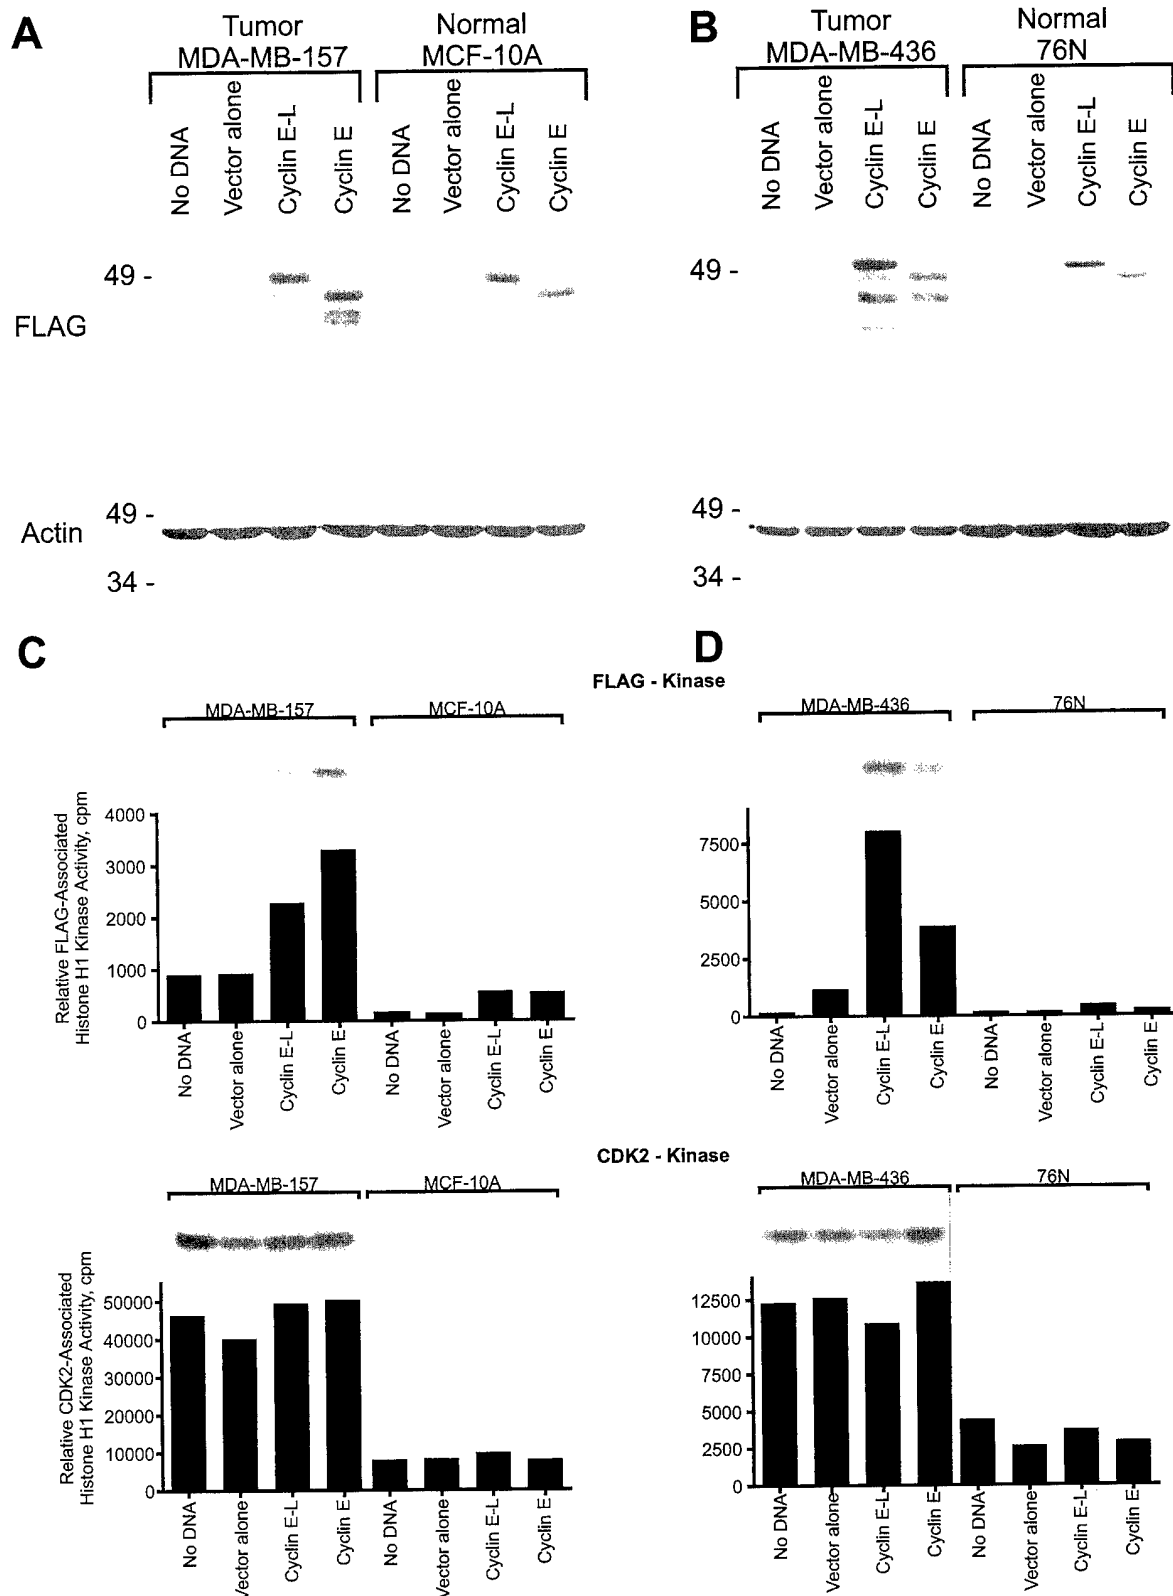 A
Tumor
MDA-MB-157
Normal
MCF-10A
No DNA
Vector alone
Cyclin E-L
Cyclin E
No DNA
Vector alone
Cyclin E-L
Cyclin E
49 -
FLAG
Actin
49 -
34 -
B
Tumor
MDA-MB-436
Normal
76N
No DNA
Vector alone
Cyclin E-L
Cyclin E
No DNA
Vector alone
Cyclin E-L
Cyclin E
49 -
49 -
34 -
C
D
FLAG - Kinase
MDA-MB-157
MCF-10A
Relative FLAG-Associated
Histone H1 Kinase Activity, cpm
4000
3000
2000
1000
0
No DNA
Vector alone
Cyclin E-L
Cyclin E
No DNA
Vector alone
Cyclin E-L
Cyclin E
MDA-MB-436
76N
7500
5000
2500
0
No DNA
Vector alone
Cyclin E-L
Cyclin E
No DNA
Vector alone
Cyclin E-L
Cyclin E
CDK2 - Kinase
MDA-MB-157
MCF-10A
Relative CDK2-Associated
Histone H1 Kinase Activity, cpm
50000
40000
30000
20000
10000
0
No DNA
Vector alone
Cyclin E-L
Cyclin E
No DNA
Vector alone
Cyclin E-L
Cyclin E
MDA-MB-436
76N
12500
10000
7500
5000
2500
0
No DNA
Vector alone
Cyclin E-L
Cyclin E
No DNA
Vector alone
Cyclin E-L
Cyclin E